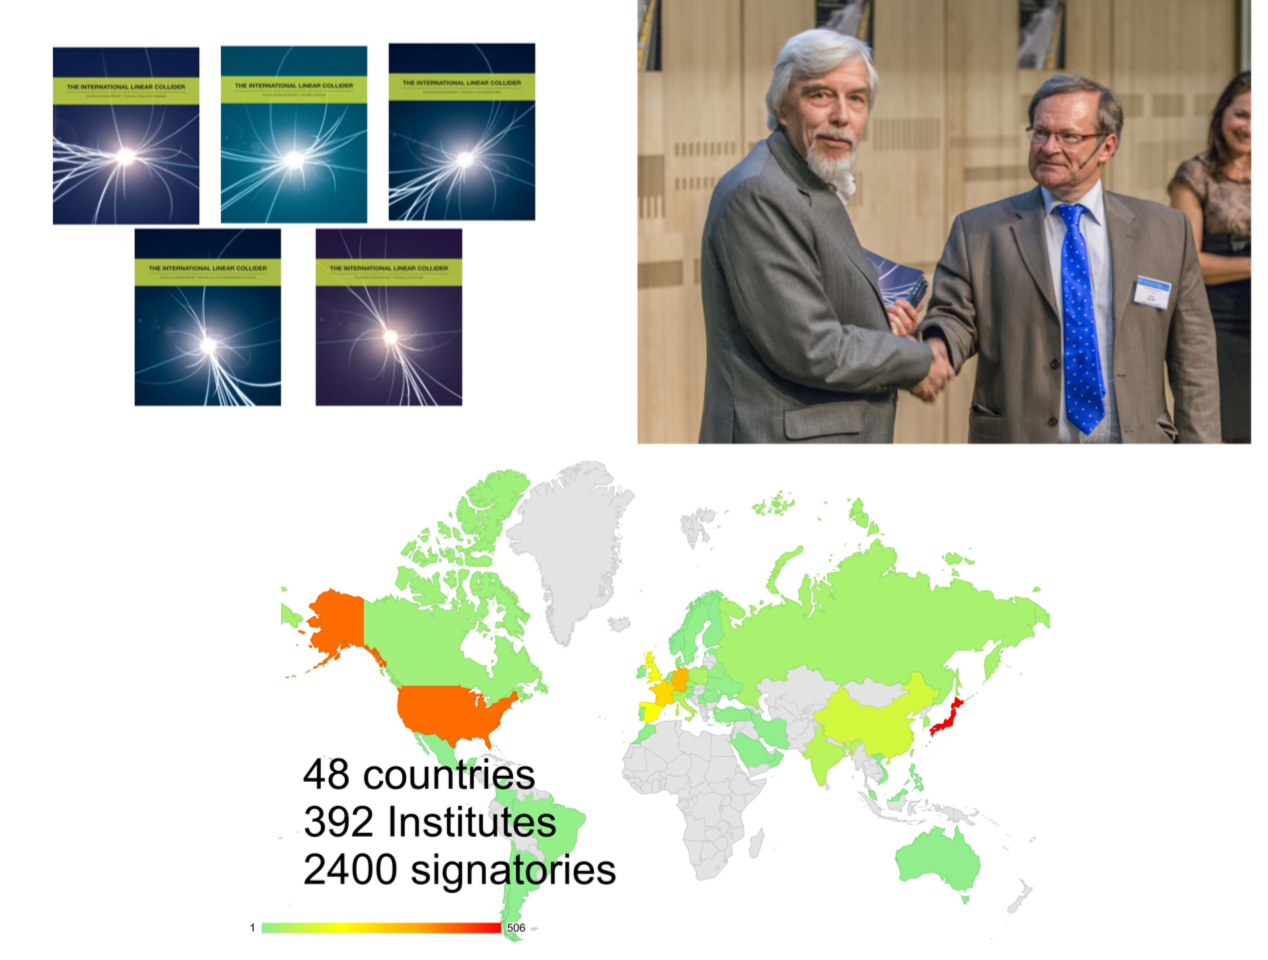 THE INTERNATIONAL LINEAR COLLIDER
THE INTERNATIONAL LINEAR COLLIDER
THE INTERNATIONAL LINEAR COLLIDER
THE INTERNATIONAL LINEAR COLLIDER
THE INTERNATIONAL LINEAR COLLIDER
48 countries
392 Institutes
2400 signatories
1
506